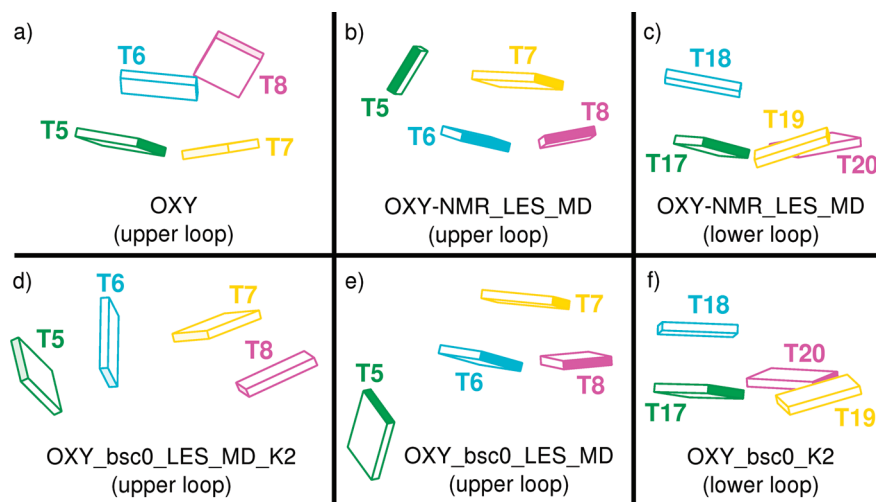 a)
T6
T8
T5
T7
OXY
(upper loop)
b)
T7
T5
T6
T8
OXY-NMR_LES_MD
(upper loop)
c)
T18
T19
T17
T20
OXY-NMR_LES_MD
(lower loop)
d)
T6
T7
T5
T8
OXY_bsc0_LES_MD_K2
(upper loop)
e)
T7
T5
T6
T8
OXY_bsc0_LES_MD
(upper loop)
f)
T18
T20
T17
T19
OXY_bsc0_K2
(lower loop)